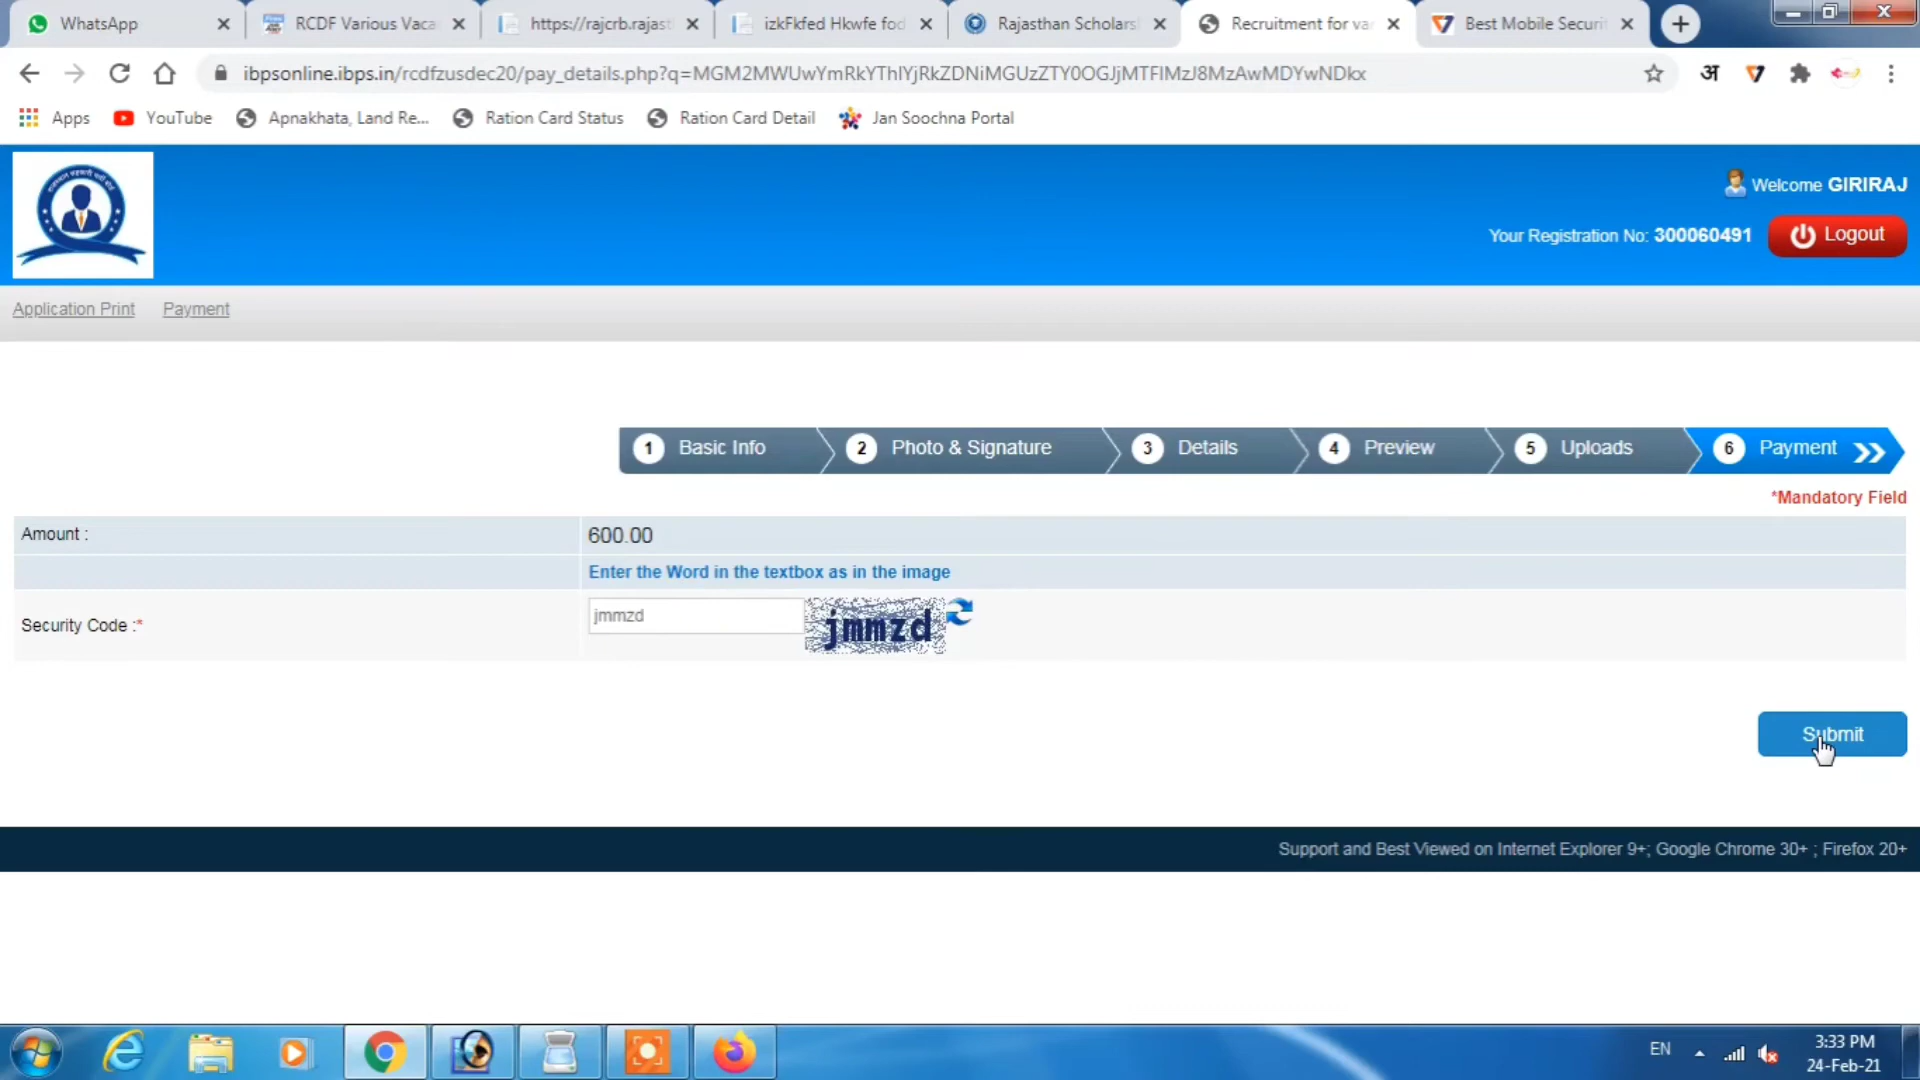 WhatsApp
RCDF Various Vaca
https://rajcrb.rajast
izkFkfed Hkwfe fod
Rajasthan Scholarsl
Recruitment for var
Best Mobile Securit
ibpsonline.ibps.in/rcdfzusdec20/pay_details.php?q=MGM2MWUwYmRkYThlYjRkZDNiMGUzZTY0OGJjMTFlMzJ8MzAwMDYwNDkx
अ
Apps
YouTube
Apnakhata, Land Re...
Ration Card Status
Ration Card Detail
Jan Soochna Portal
Welcome GIRIRAJ
Your Registration No: 300060491
Logout
Application Print
Payment
1 Basic Info
2 Photo & Signature
3 Details
4 Preview
5 Uploads
6 Payment
*Mandatory Field
Amount :
600.00
Enter the Word in the textbox as in the image
Security Code :*
jmmzd
jmmzd
Submit
Support and Best Viewed on Internet Explorer 9+; Google Chrome 30+ ; Firefox 20+
EN
3:33 PM
24-Feb-21